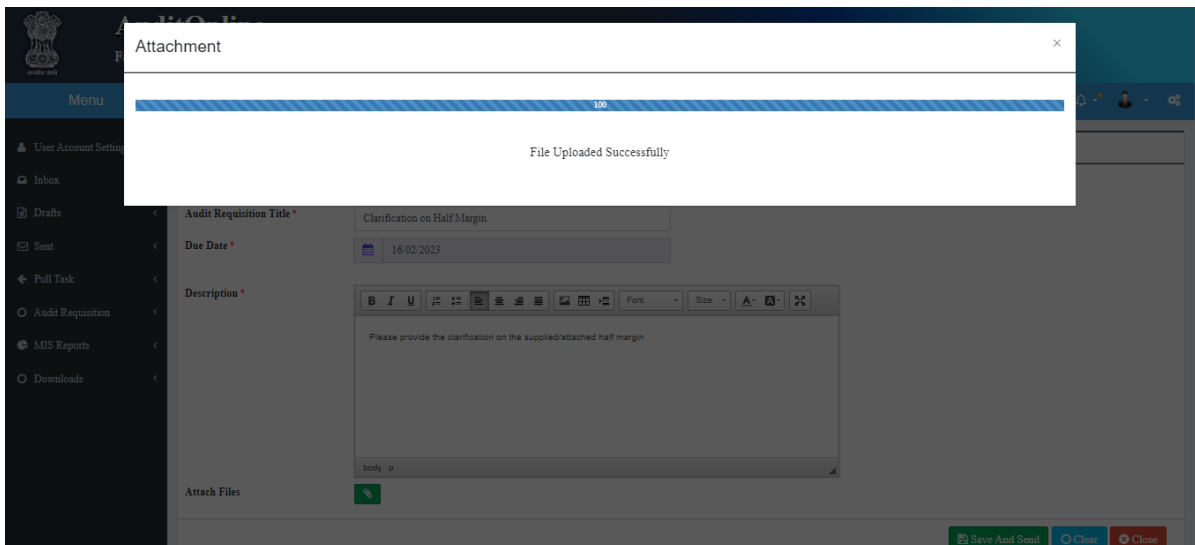 Attachment
×
100
File Uploaded Successfully
Menu
User Account Setting
Inbox
Drafts
Sent
Pull Task
Audit Requisition
MIS Reports
Downloads
Audit Requisition Title *
Clarification on Half Margin
Due Date *
16/02/2023
Description *
B I U Font Size A A
Please provide the clarification on the supplied/attached half margin
body p
Attach Files
Save And Send Clear Close